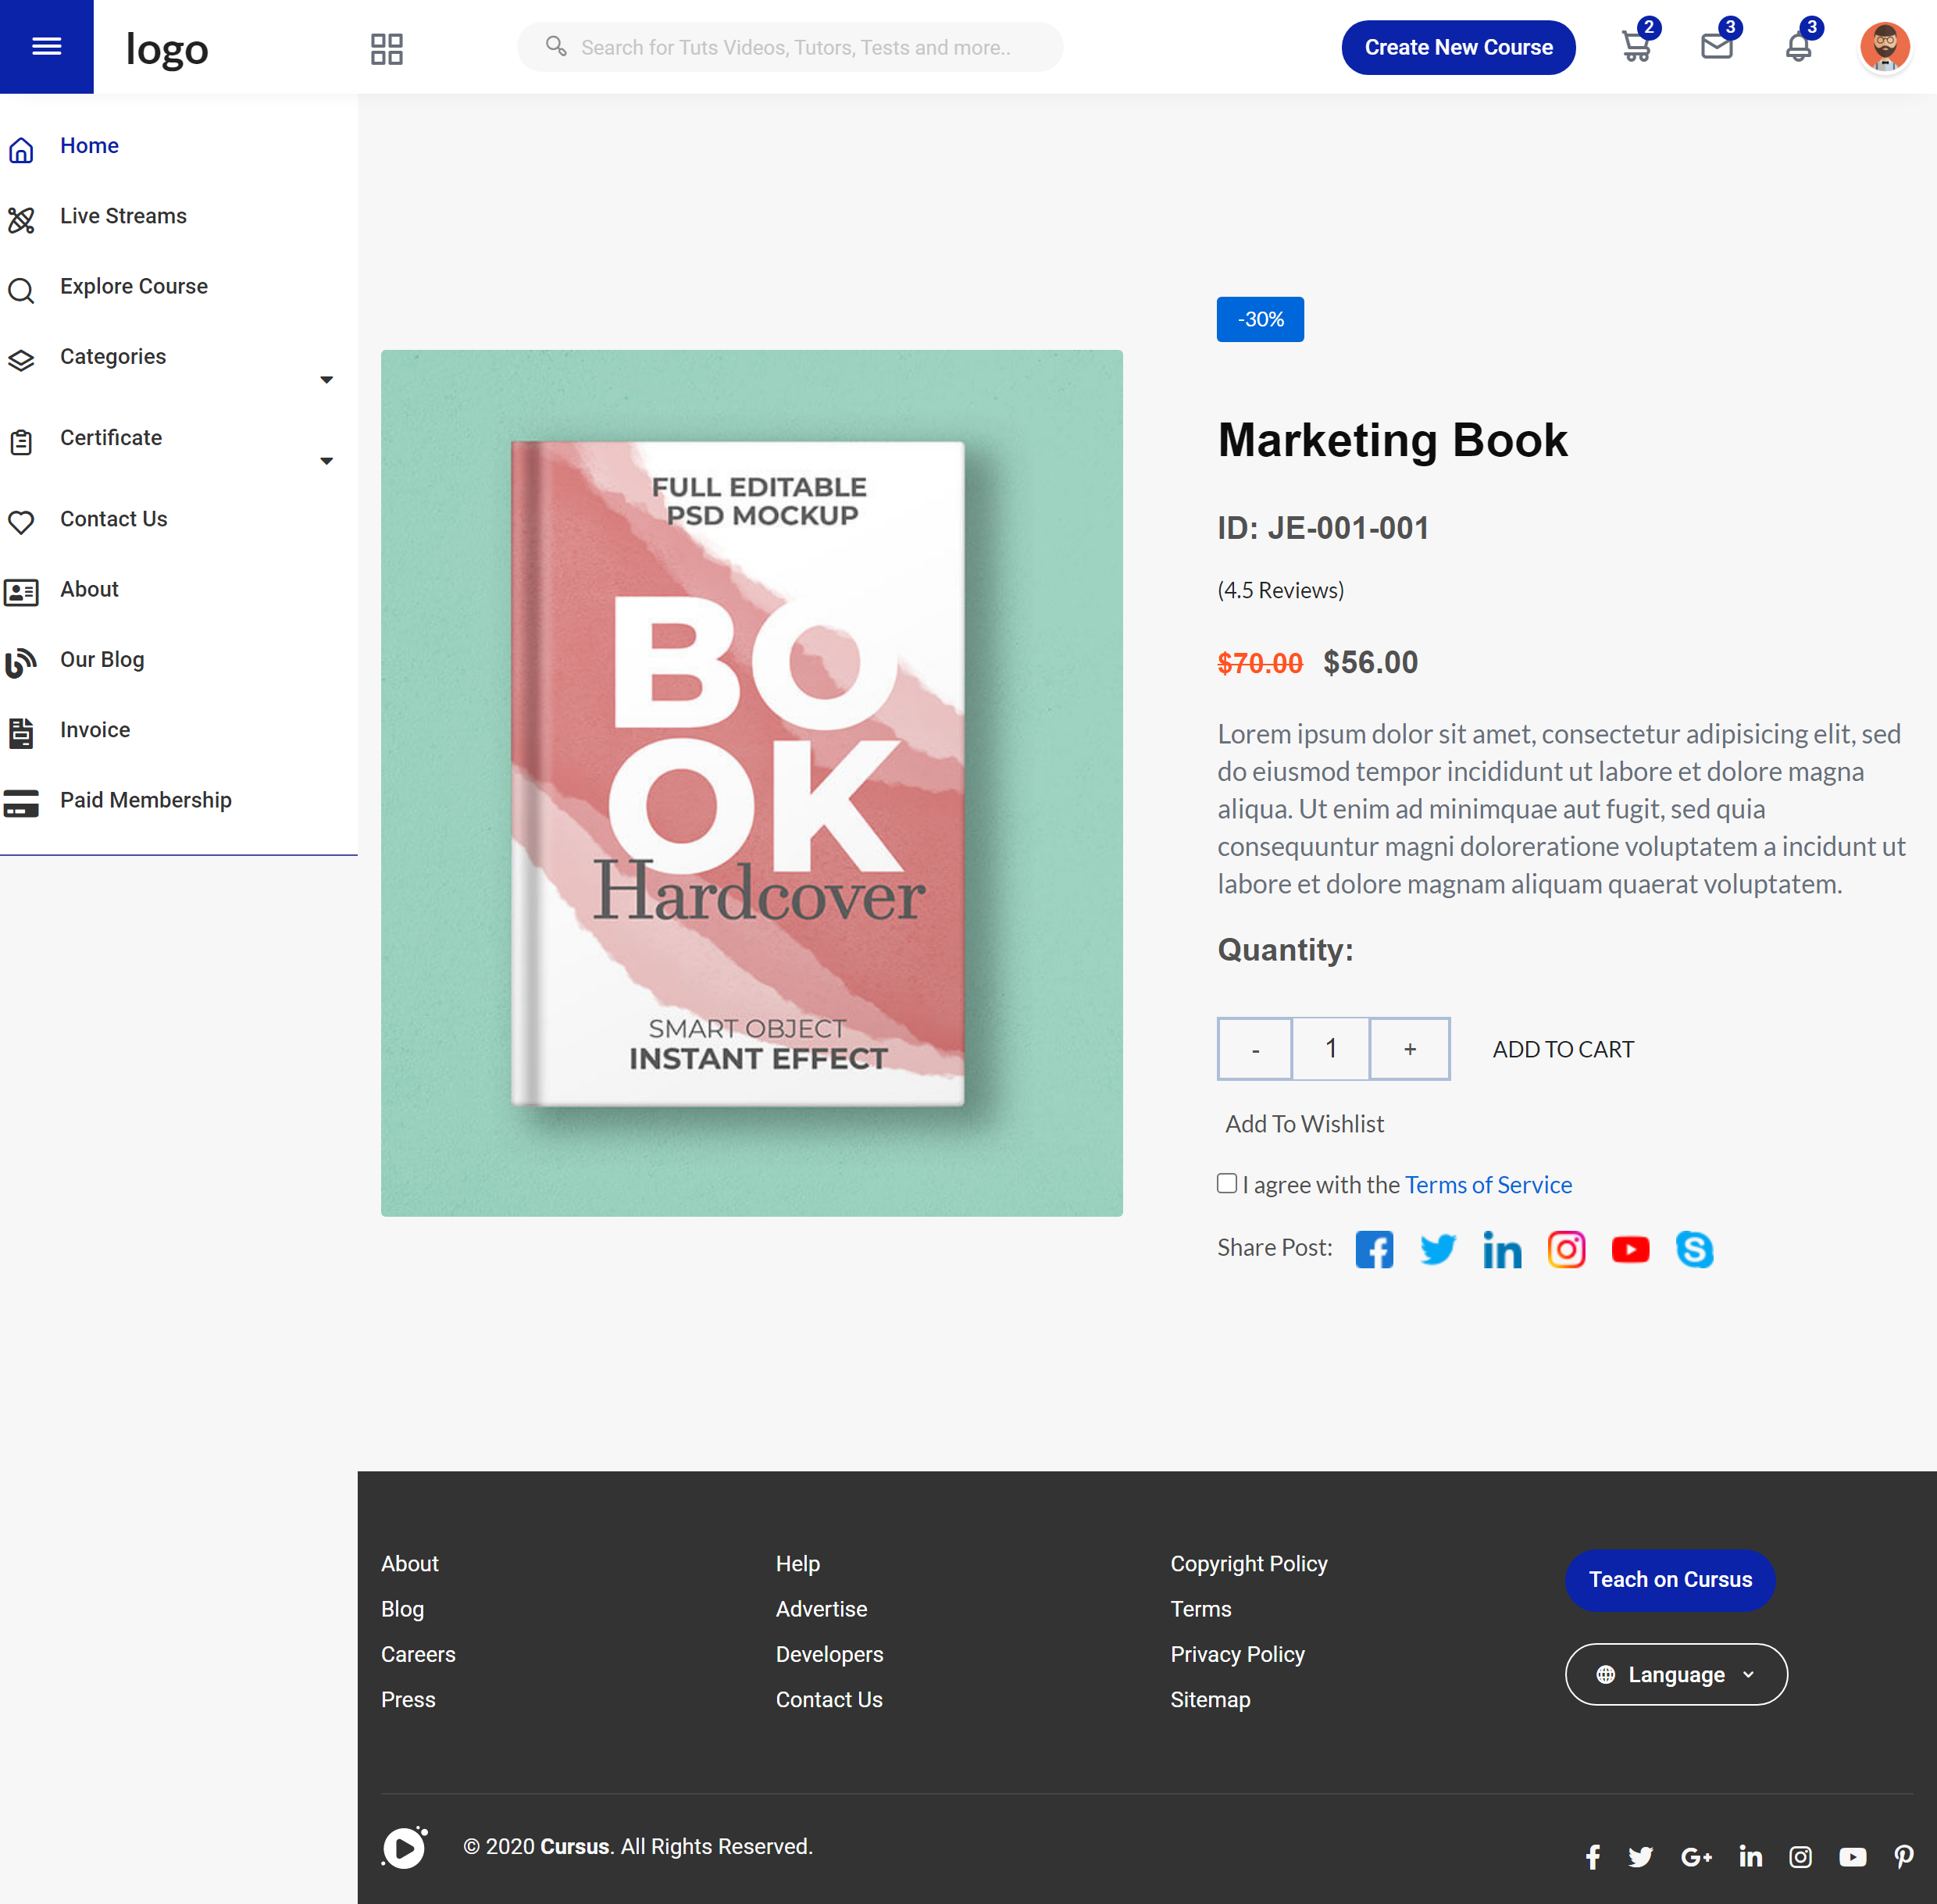 logo
Search for Tuts Videos, Tutors, Tests and more..
Create New Course
2
3
3
Home
Live Streams
Explore Course
Categories
Certificate
Contact Us
About
Our Blog
Invoice
Paid Membership
FULL EDITABLE
PSD MOCKUP
BO
OK
Hardcover
SMART OBJECT
INSTANT EFFECT
-30%
Marketing Book
ID: JE-001-001
(4.5 Reviews)
$70.00 $56.00
Lorem ipsum dolor sit amet, consectetur adipisicing elit, sed
do eiusmod tempor incididunt ut labore et dolore magna
aliqua. Ut enim ad minimquae aut fugit, sed quia
consequuntur magni doloreratione voluptatem a incidunt ut
labore et dolore magnam aliquam quaerat voluptatem.
Quantity:
- 1 + ADD TO CART
Add To Wishlist
I agree with the Terms of Service
Share Post:
About
Blog
Careers
Press
Help
Advertise
Developers
Contact Us
Copyright Policy
Terms
Privacy Policy
Sitemap
Teach on Cursus
Language
© 2020 Cursus. All Rights Reserved.